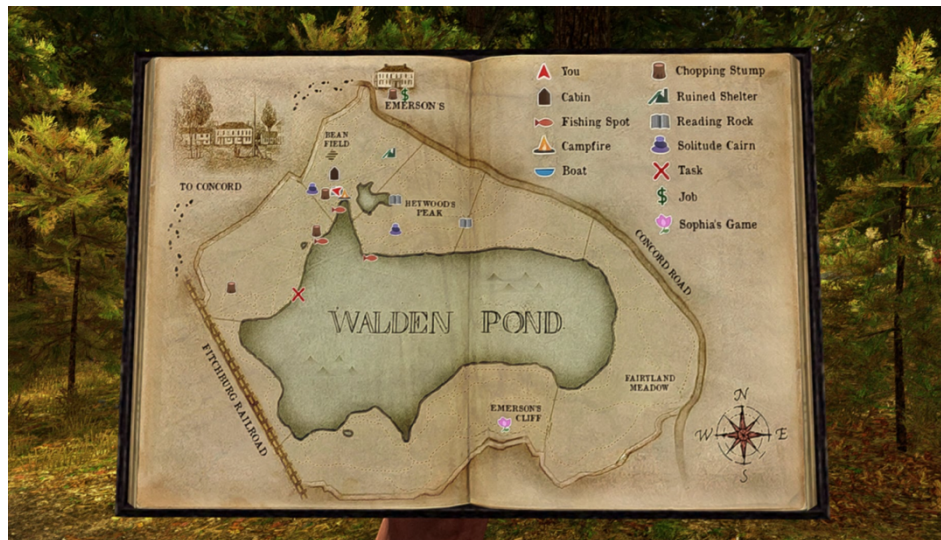 EMERSON'S
BEAN
FIELD
TO CONCORD
HEYWOOD'S
PEAK
CONCORD ROAD
WALDEN POND
FITCHBURG RAILROAD
FAIRTLAND
MEADOW
EMERSON'S
CLIFF
You
Cabin
Fishing Spot
Campfire
Boat
Chopping Stump
Ruined Shelter
Reading Rock
Solitude Cairn
Task
Job
Sophia's Game
N
W E
S